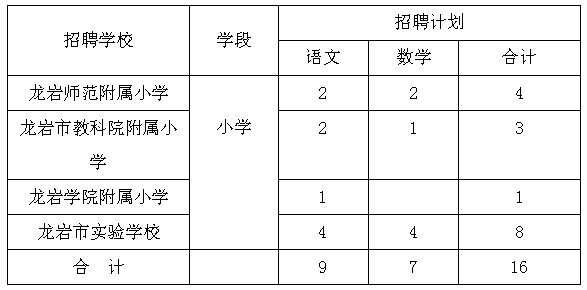 招聘学校 学段 招聘计划
语文 数学 合计
龙岩师范附属小学 2 2 4
龙岩市教科院附属小 小学 2 1 3
学
龙岩学院附属小学 1 1
龙岩市实验学校 4 4 8
合 计 9 7 16